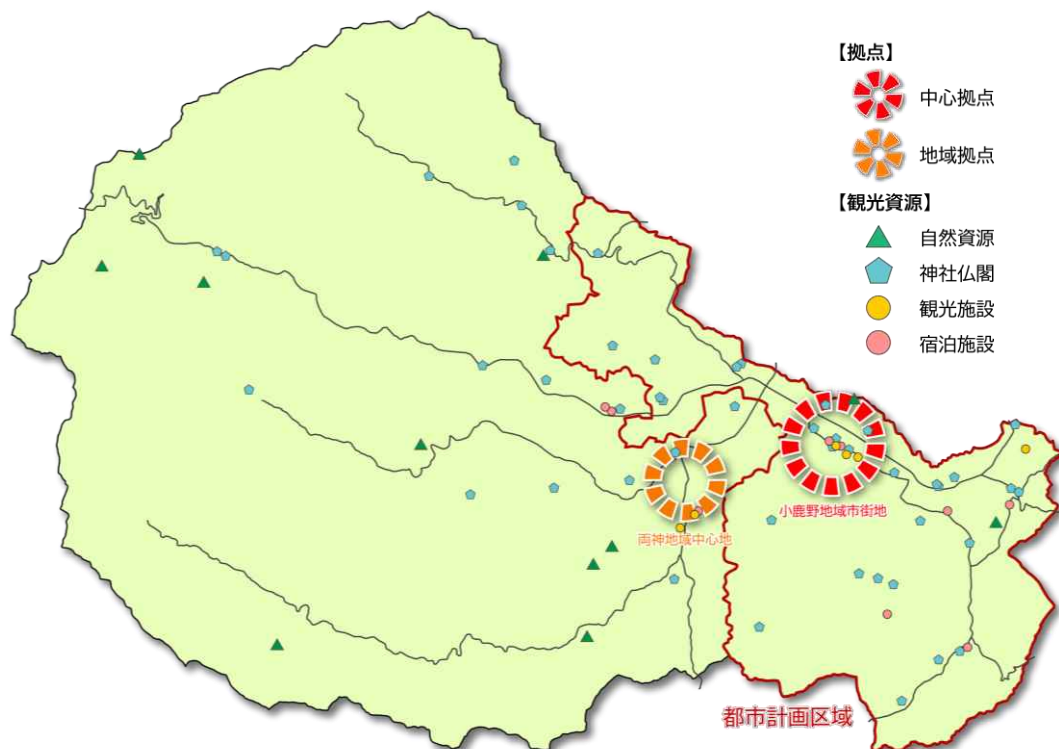 【拠点】
中心拠点
地域拠点
【観光資源】
自然資源
神社仏閣
観光施設
宿泊施設
小鹿野地域市街地
両神地域中心地
都市計画区域